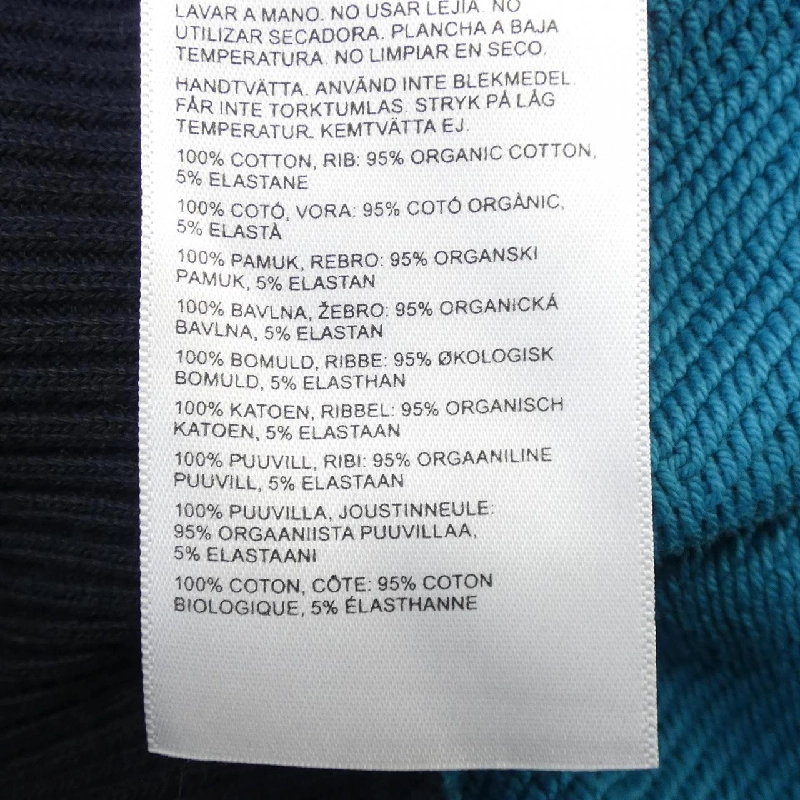 LAVAR A MANO. NO USAR LEJÍA. NO
UTILIZAR SECADORA. PLANCHA A BAJA
TEMPERATURA. NO LIMPIAR EN SECO.
HANDTVÄTTA. ANVÄND INTE BLEKMEDEL.
FÅR INTE TORKTUMLAS. STRYK PÅ LÅG
TEMPERATUR. KEMTVÄTTA EJ.
100% COTTON, RIB: 95% ORGANIC COTTON,
5% ELASTANE
100% COTÓ, VORA: 95% COTÓ ORGÀNIC,
5% ELASTÀ
100% PAMUK, REBRO: 95% ORGANSKI
PAMUK, 5% ELASTAN
100% BAVLNA, ŽEBRO: 95% ORGANICKÁ
BAVLNA, 5% ELASTAN
100% BOMULD, RIBBE: 95% ØKOLOGISK
BOMULD, 5% ELASTHAN
100% KATOEN, RIBBEL: 95% ORGANISCH
KATOEN, 5% ELASTAAN
100% PUUVILL, RIBI: 95% ORGAANILINE
PUUVILL, 5% ELASTAAN
100% PUUVILLA, JOUSTINNEULE:
95% ORGAANIISTA PUUVILLAA,
5% ELASTAANI
100% COTON, CÔTE: 95% COTON
BIOLOGIQUE, 5% ÉLASTHANNE